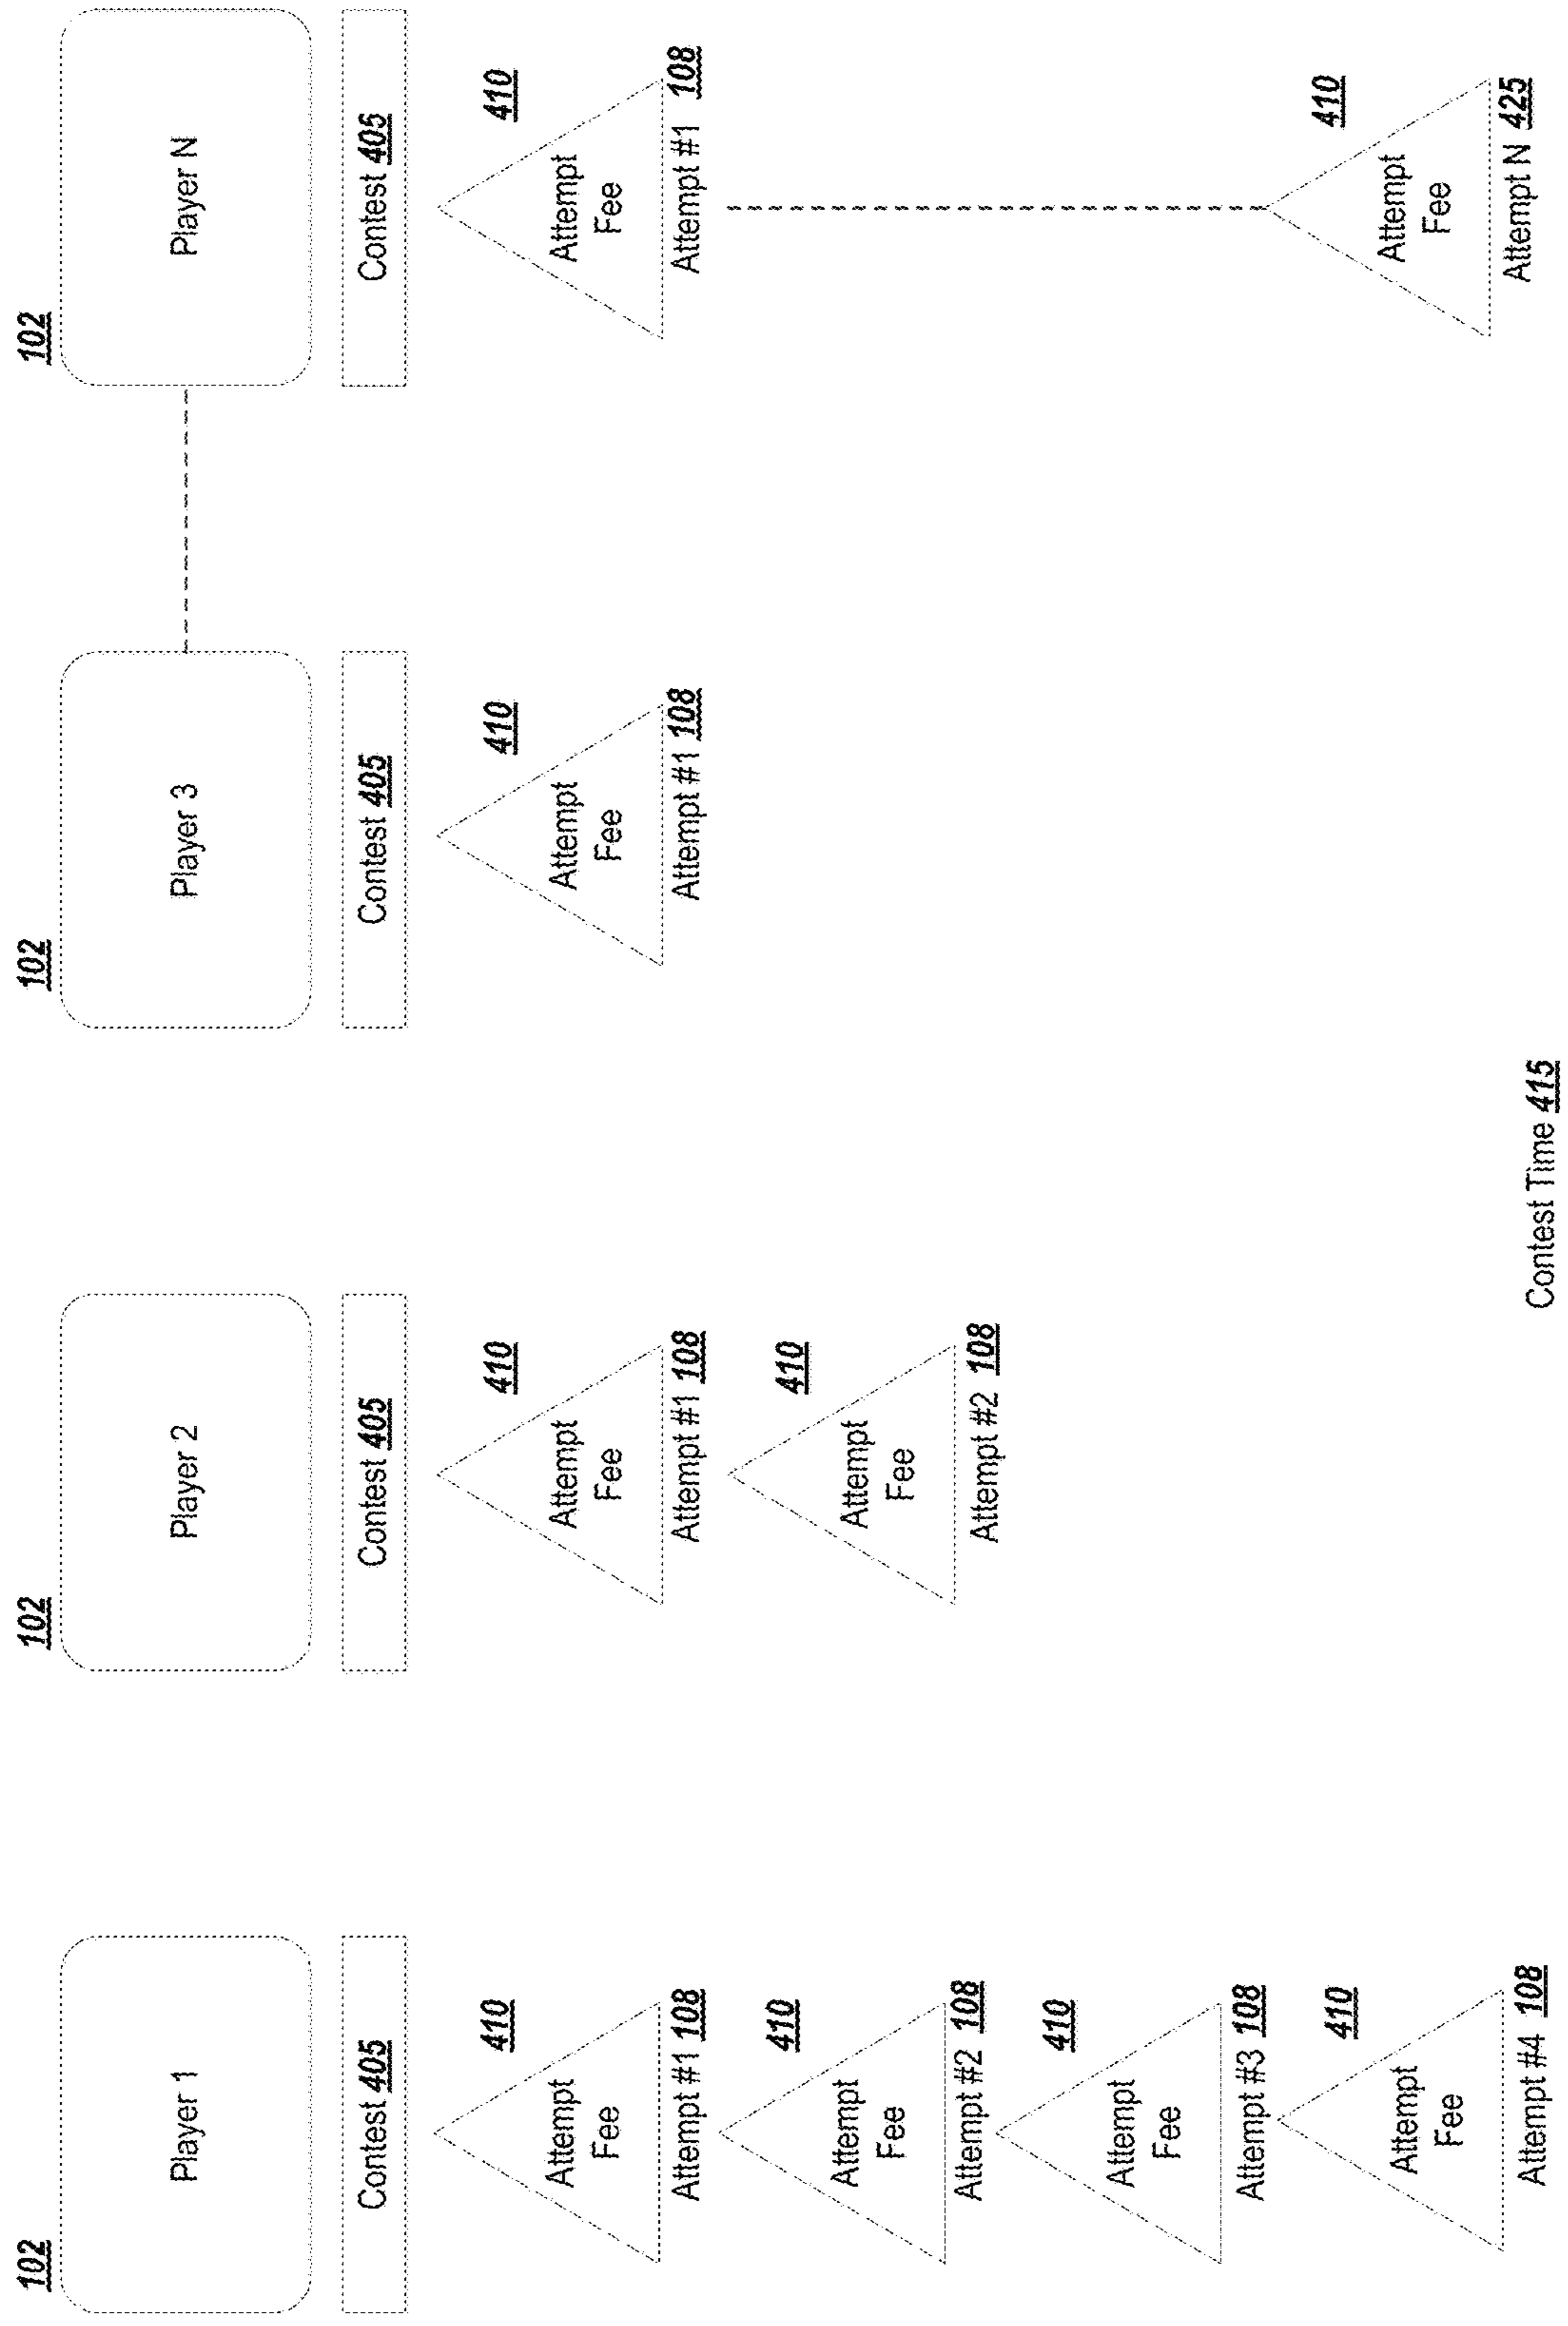 102
Player 1
Contest 405
410
Attempt
Fee
Attempt #1 108
410
Attempt
Fee
Attempt #2 108
410
Attempt
Fee
Attempt #3 108
410
Attempt
Fee
Attempt #4 108
102
Player 2
Contest 405
410
Attempt
Fee
Attempt #1 108
410
Attempt
Fee
Attempt #2 108
102
Player 3
Contest 405
410
Attempt
Fee
Attempt #1 108
102
Player N
Contest 405
410
Attempt
Fee
Attempt #1 108
410
Attempt
Fee
Attempt N 425
Contest Time 415